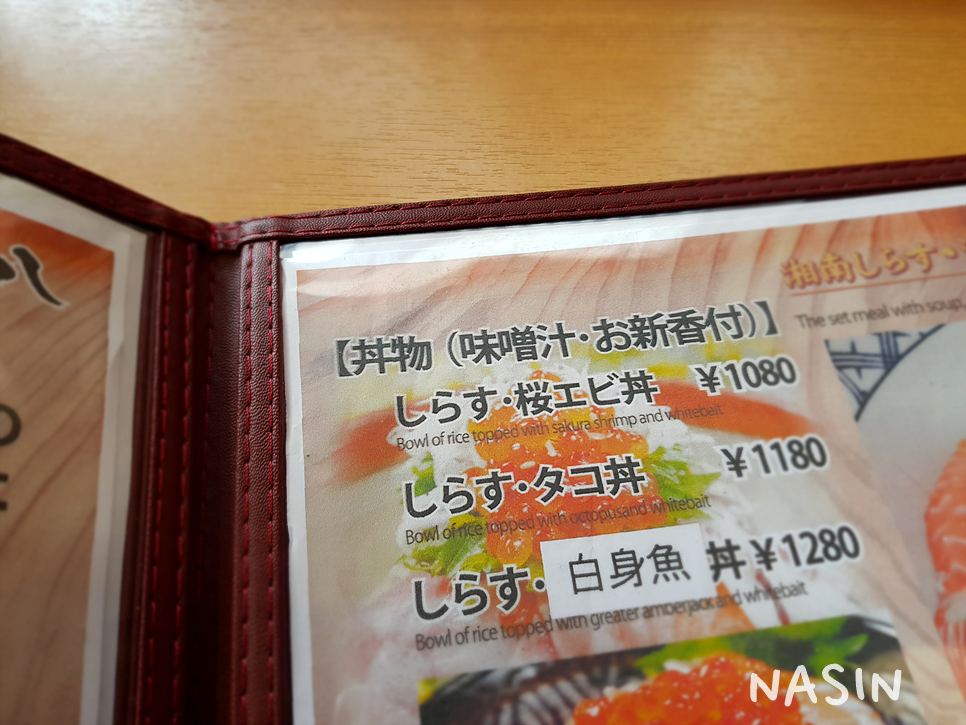 湘南しらす・
The set meal with soup,
【丼物（味噌汁・お新香付）】
しらす・桜エビ丼 ￥1080
Bowl of rice topped with sakura shrimp and whitebait
しらす・タコ丼 ￥1180
Bowl of rice topped with octopusand whitebait
しらす・白身魚 丼￥1280
Bowl of rice topped with greater amberjack and whitebait
NASIN